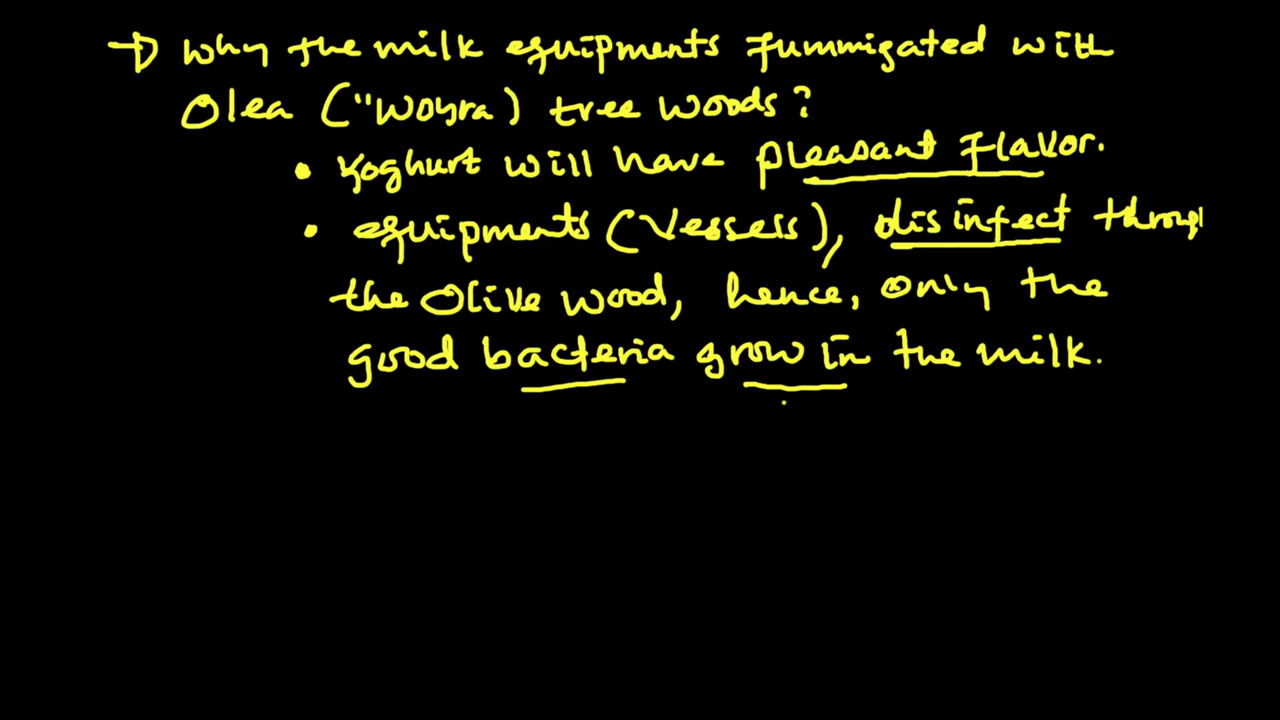 → Why the milk equipments fummigated with
Olea ("Woyra) tree woods?
• Yoghurt will have pleasant flavor.
• equipments (Vessess), disinfect through
the Olive wood, hence, only the
good bacteria grow in the milk.